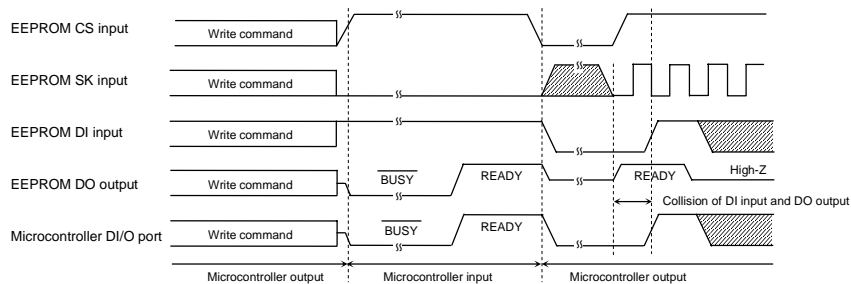 EEPROM CS input
Write command
EEPROM SK input
Write command
EEPROM DI input
Write command
EEPROM DO output
Write command
BUSY
READY
READY
High-Z
Collision of DI input and DO output
Microcontroller DI/O port
Write command
BUSY
READY
Microcontroller output
Microcontroller input
Microcontroller output